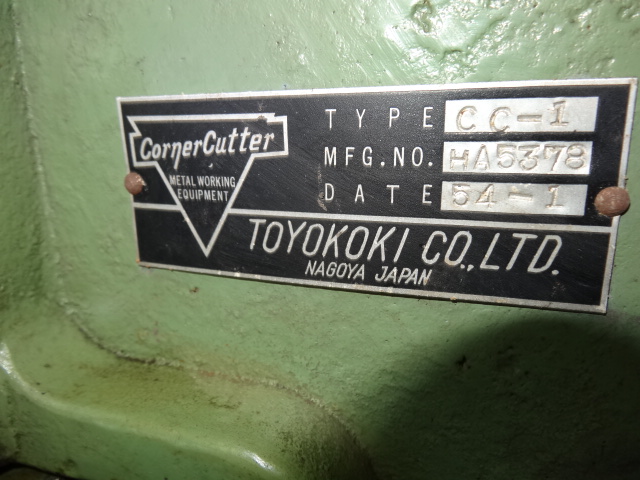 CornerCutter
METAL WORKING
EQUIPMENT
TYPE CC-1
MFG.NO. HA5378
DATE 54-1
TOYOKOKI CO., LTD.
NAGOYA JAPAN